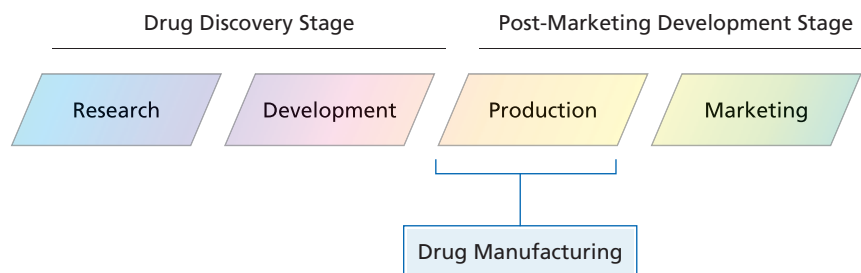 Drug Discovery Stage
Post-Marketing Development Stage
Research
Development
Production
Marketing
Drug Manufacturing